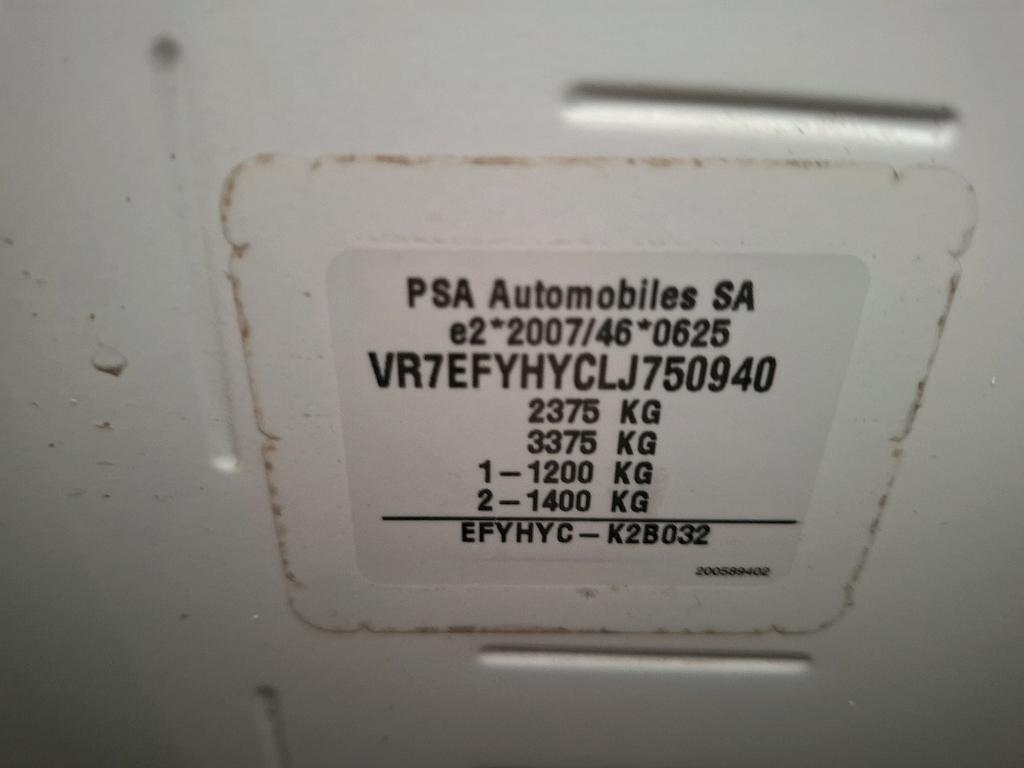 PSA Automobiles SA
e2*2007/46*0625
VR7EFYHYCLJ750940
2375 KG
3375 KG
1-1200 KG
2-1400 KG
EFYHYC-K2B032
200589402